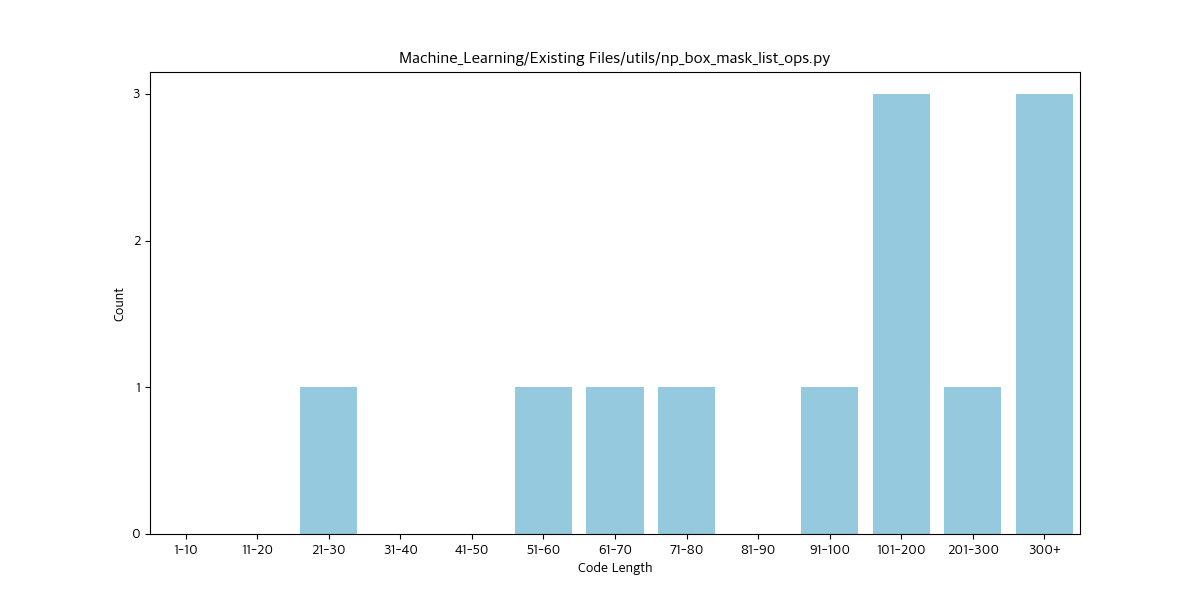 Machine_Learning/Existing Files/utils/np_box_mask_list_ops.py
3
2
1
0
Count
1-10 11-20 21-30 31-40 41-50 51-60 61-70 71-80 81-90 91-100 101-200 201-300 300+
Code Length